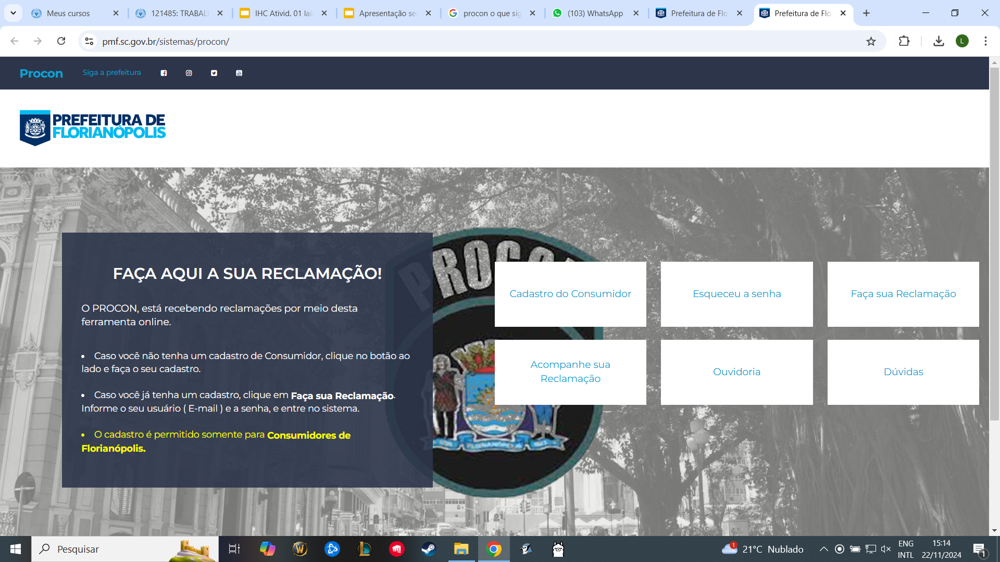 Meus cursos
121485: TRABAL
IHC Ativid. 01 lai
Apresentação se
procon o que sig
(103) WhatsApp
Prefeitura de Flo
Prefeitura de Flo
pmf.sc.gov.br/sistemas/procon/
L
Procon
Siga a prefeitura
PREFEITURA DE
FLORIANÓPOLIS
PROCON
FAÇA AQUI A SUA RECLAMAÇÃO!
O PROCON, está recebendo reclamações por meio desta
ferramenta online.
• Caso você não tenha um cadastro de Consumidor, clique no botão ao
lado e faça o seu cadastro.
• Caso você já tenha um cadastro, clique em Faça sua Reclamação.
Informe o seu usuário ( E-mail ) e a senha, e entre no sistema.
• O cadastro é permitido somente para Consumidores de
Florianópolis.
Cadastro do Consumidor
Esqueceu a senha
Faça sua Reclamação
Acompanhe sua
Reclamação
Ouvidoria
Dúvidas
Pesquisar
1
21°C Nublado
ENG
INTL
15:14
22/11/2024
1